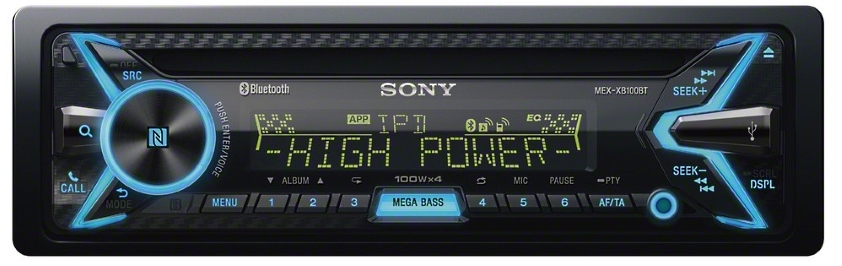 OFF
SRC
Bluetooth
SONY
MEX-XB100BT
SEEK+
PUSH ENTER/VOICE
APP IPD
EQ
-HIGH POWER-
CALL
MODE
SEEK-
SCRL
DSPL
ALBUM
100W×4
MIC
PAUSE
PTY
MENU
1
2
3
MEGA BASS
4
5
6
AF/TA